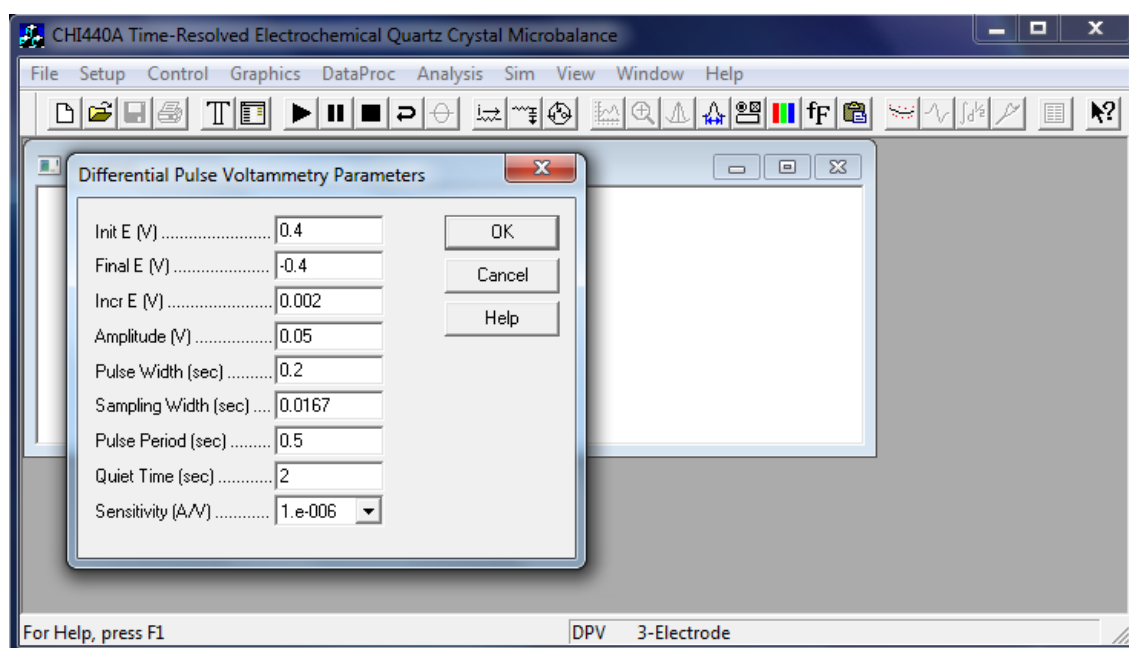 CHI440A Time-Resolved Electrochemical Quartz Crystal Microbalance
File Setup Control Graphics DataProc Analysis Sim View Window Help
Differential Pulse Voltammetry Parameters
Init E (V) ....................... 0.4
OK
Final E (V) .................... -0.4
Cancel
Incr E (V) ...................... 0.002
Help
Amplitude (V) ................ 0.05
Pulse Width (sec) ......... 0.2
Sampling Width (sec) .... 0.0167
Pulse Period (sec) ........ 0.5
Quiet Time (sec) ........... 2
Sensitivity (A/V) ........... 1.e-006
For Help, press F1
DPV 3-Electrode